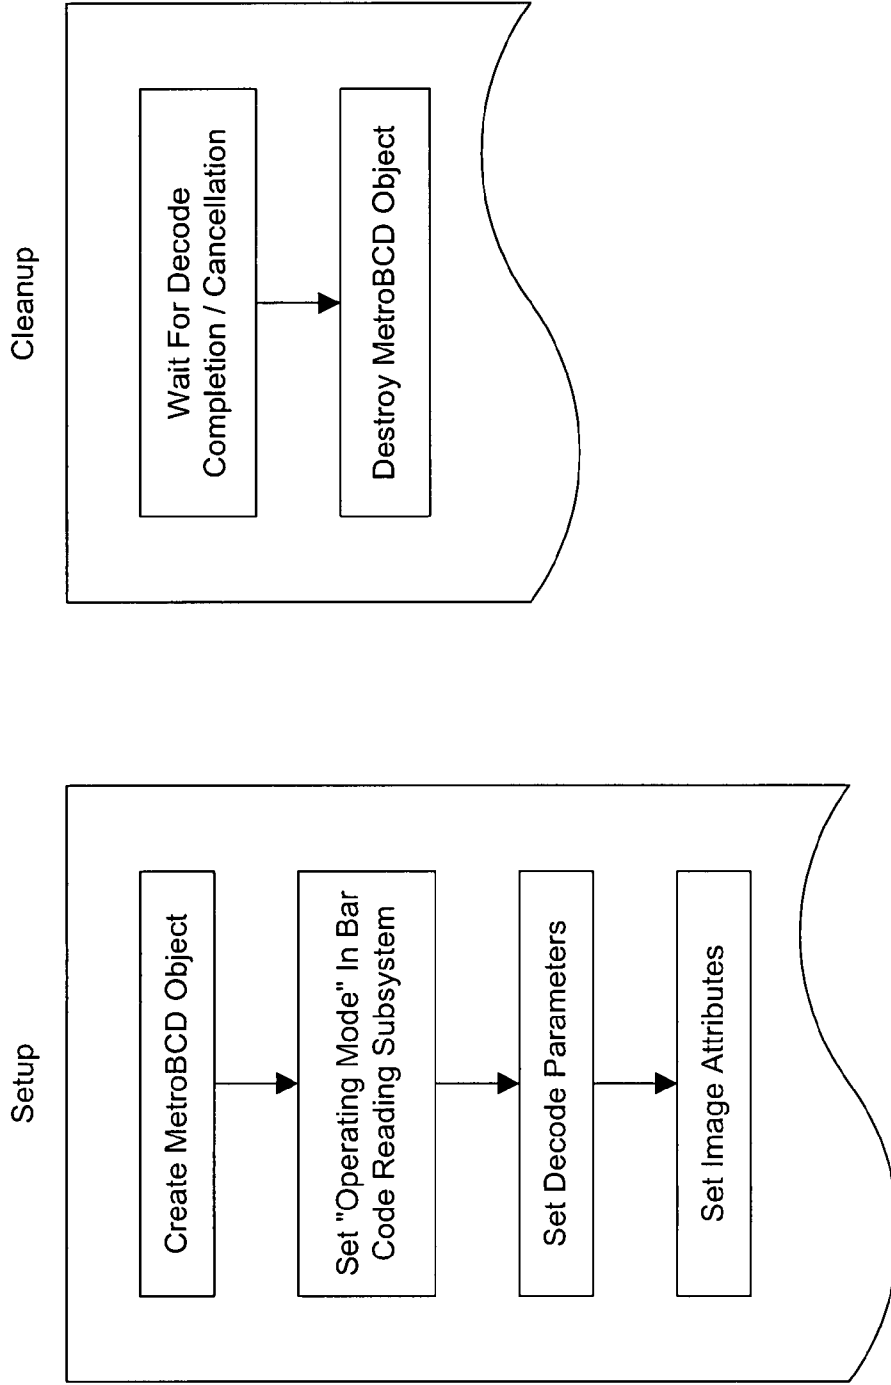 Setup
Create MetroBCD Object
Set "Operating Mode" In Bar
Code Reading Subsystem
Set Decode Parameters
Set Image Attributes
Cleanup
Wait For Decode
Completion / Cancellation
Destroy MetroBCD Object